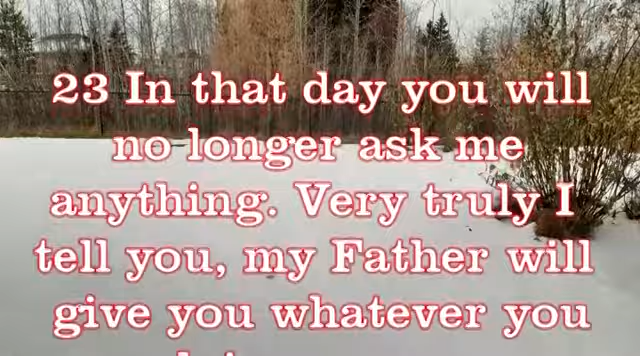 23 In that day you will
no longer ask me
anything. Very truly I
tell you, my Father will
give you whatever you